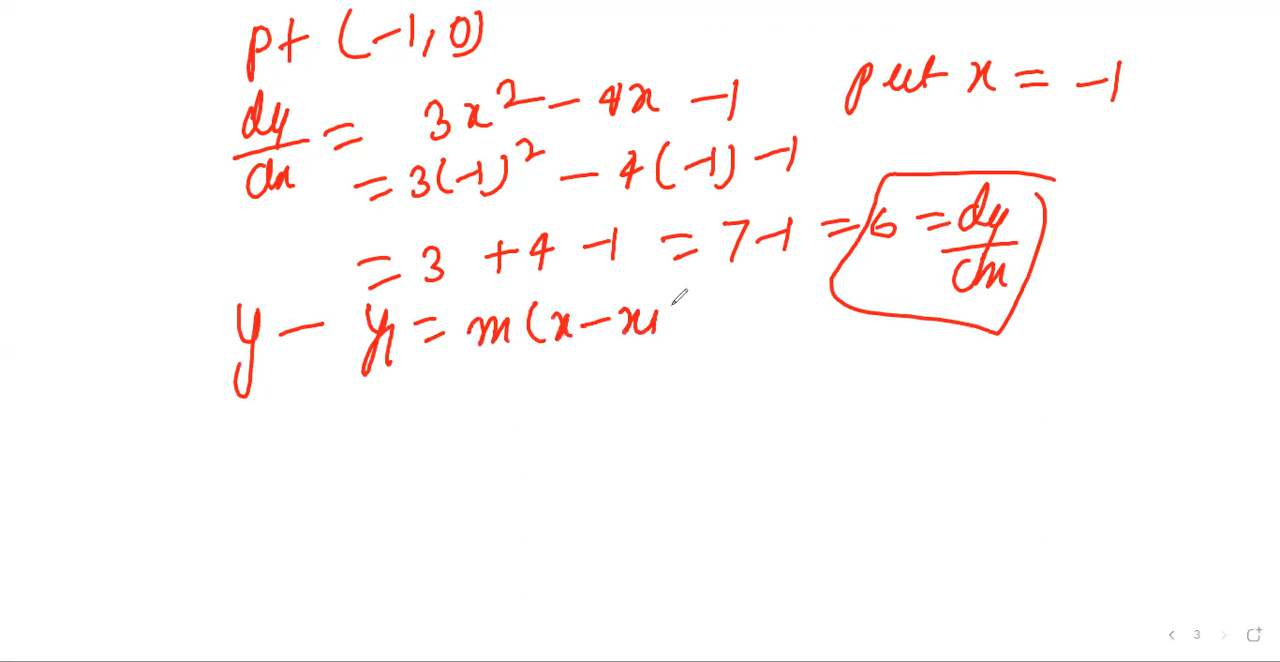 pt (-1, 0)
put x = -1
dy/dx = 3x² - 4x - 1
= 3(-1)² - 4(-1) - 1
= 3 + 4 - 1 = 7 - 1 = 6 = dy/dx
y - y₁ = m(x - x₁
3